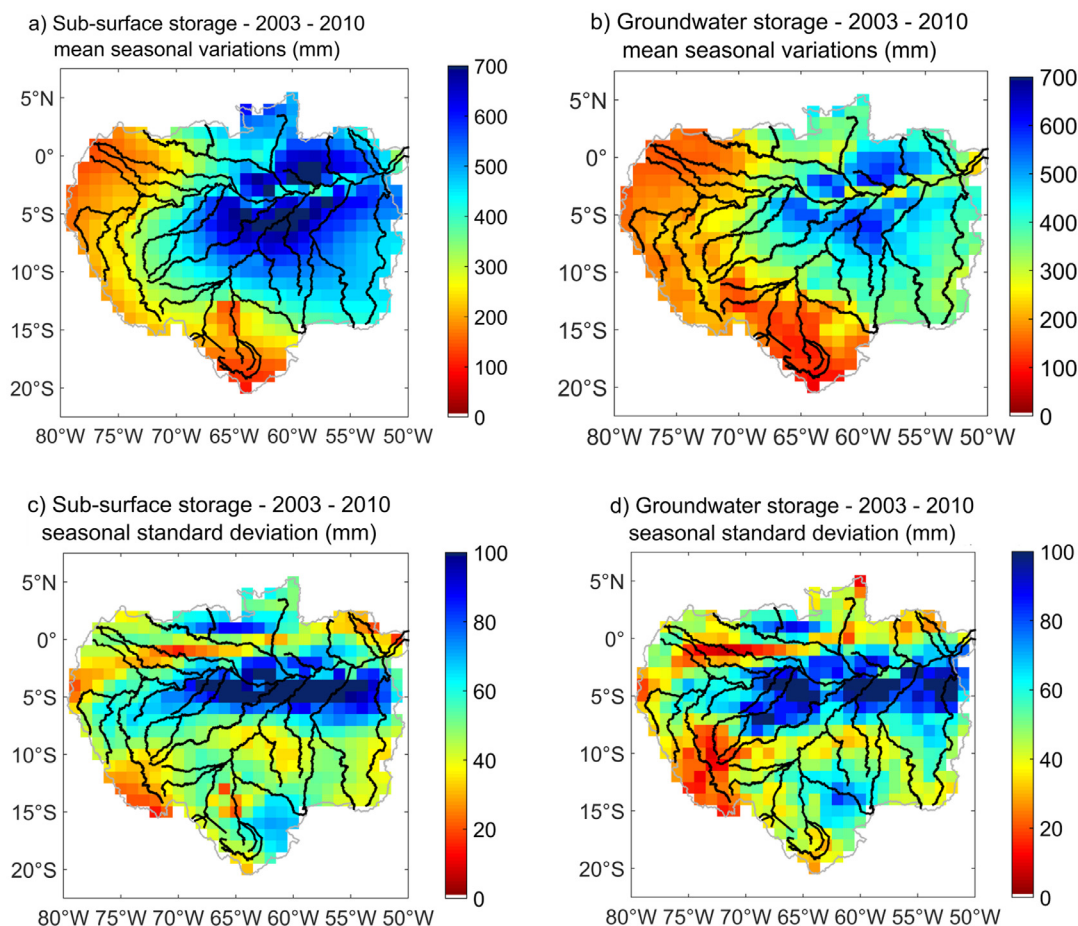 a) Sub-surface storage - 2003 - 2010
mean seasonal variations (mm)
5°N
0°
5°S
10°S
15°S
20°S
80°W 75°W 70°W 65°W 60°W 55°W 50°W
700
600
500
400
300
200
100
0
b) Groundwater storage - 2003 - 2010
mean seasonal variations (mm)
5°N
0°
5°S
10°S
15°S
20°S
80°W 75°W 70°W 65°W 60°W 55°W 50°W
700
600
500
400
300
200
100
0
c) Sub-surface storage - 2003 - 2010
seasonal standard deviation (mm)
5°N
0°
5°S
10°S
15°S
20°S
80°W 75°W 70°W 65°W 60°W 55°W 50°W
100
80
60
40
20
0
d) Groundwater storage - 2003 - 2010
seasonal standard deviation (mm)
5°N
0°
5°S
10°S
15°S
20°S
80°W 75°W 70°W 65°W 60°W 55°W 50°W
100
80
60
40
20
0